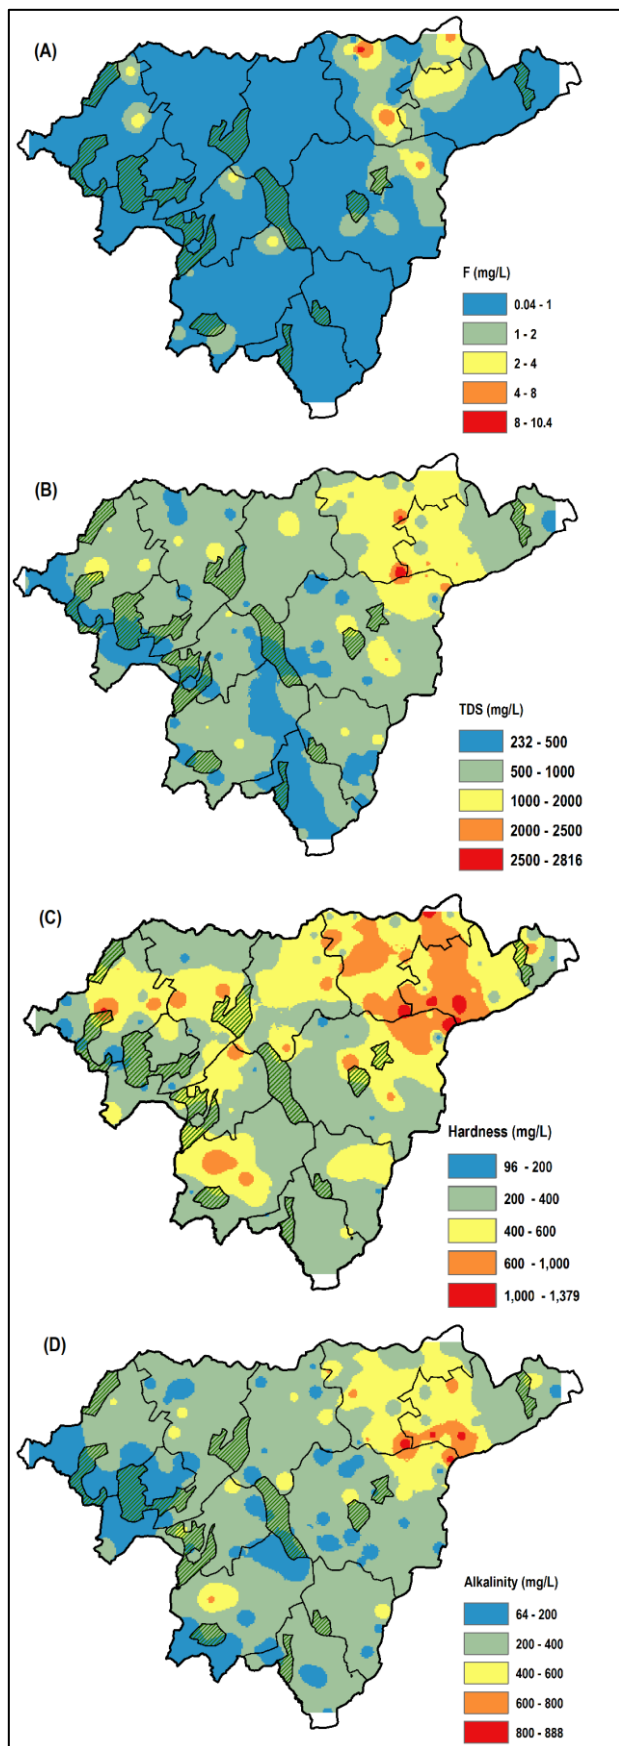 (A)
F (mg/L)
0.04 - 1
1 - 2
2 - 4
4 - 8
8 - 10.4
(B)
TDS (mg/L)
232 - 500
500 - 1000
1000 - 2000
2000 - 2500
2500 - 2816
(C)
Hardness (mg/L)
96 - 200
200 - 400
400 - 600
600 - 1,000
1,000 - 1,379
(D)
Alkalinity (mg/L)
64 - 200
200 - 400
400 - 600
600 - 800
800 - 888